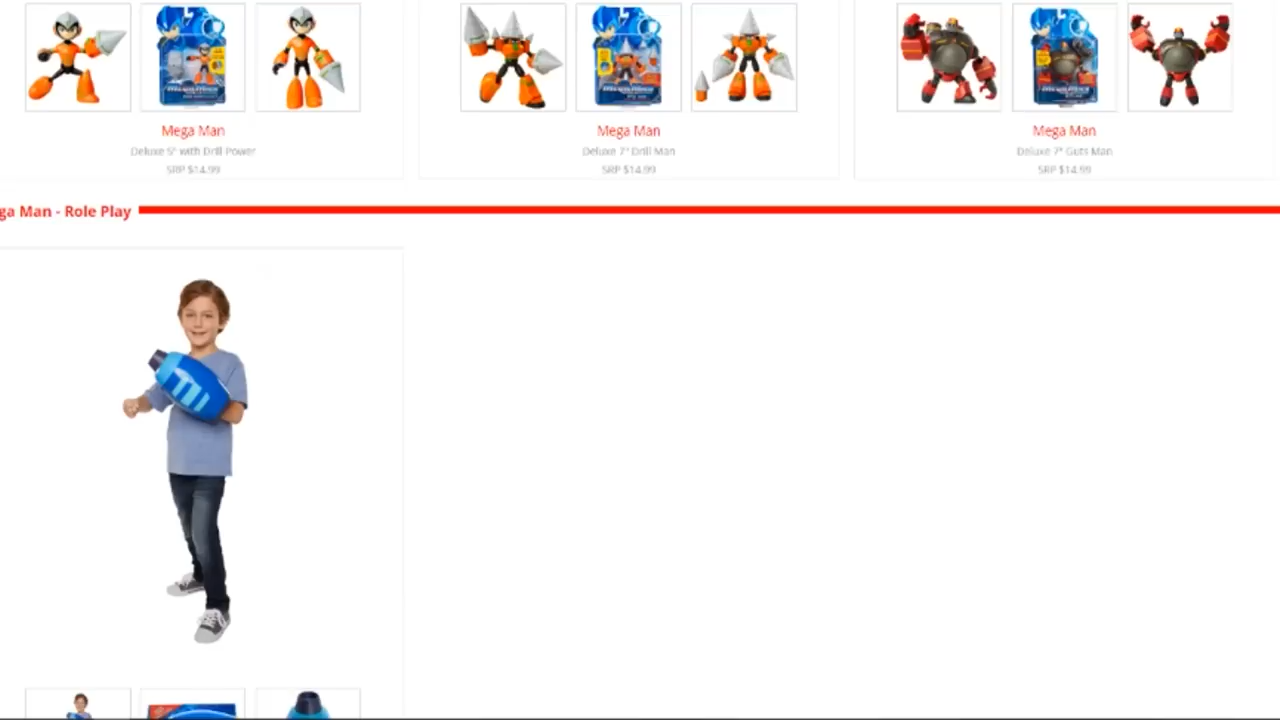 Mega Man
Deluxe 5" with Drill Power
SRP $14.99
Mega Man
Deluxe 7" Drill Man
SRP $14.99
Mega Man
Deluxe 7" Guts Man
SRP $14.99
ga Man - Role Play